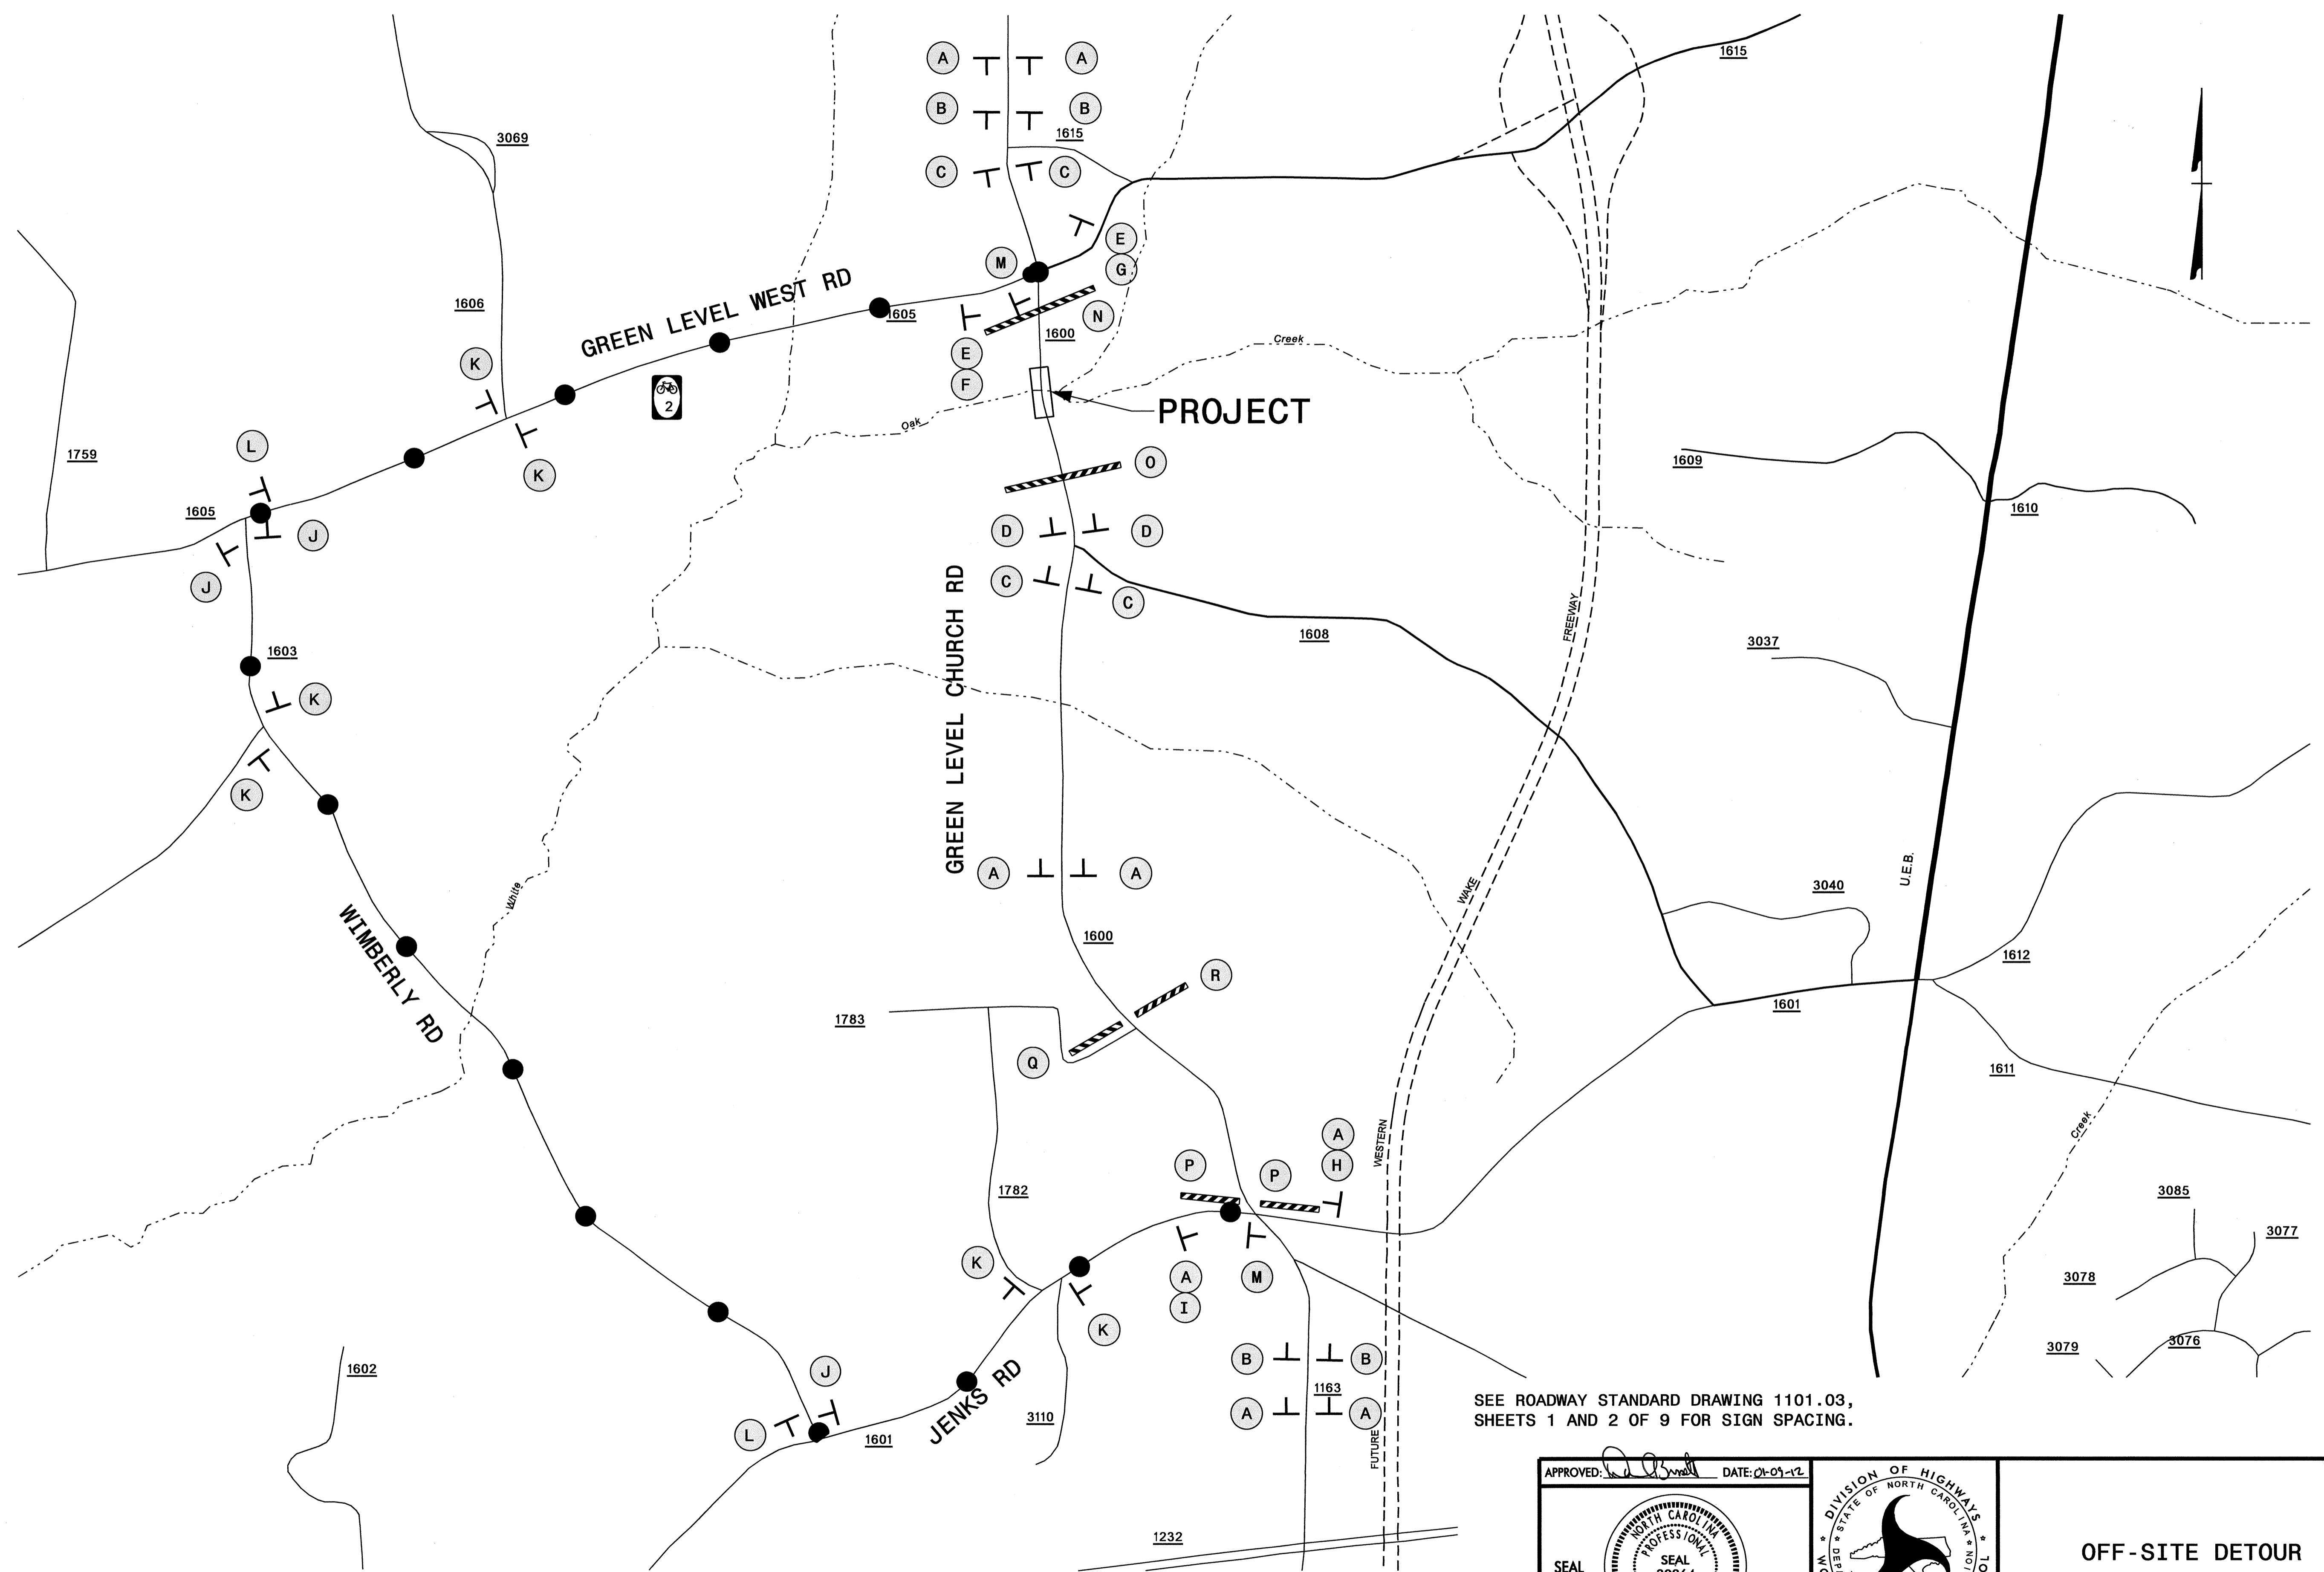 A
A
1615
B
B
1615
3069
C
C
E
G
M
GREEN LEVEL WEST RD
1606
1605
N
1600
Creek
E
F
K
2
PROJECT
Oak
L
1759
K
O
1609
1605
J
1610
D
D
J
C
C
GREEN LEVEL CHURCH RD
FREEWAY
1608
3037
1603
K
K
A
A
U.E.B.
WAKE
3040
White
WIMBERLY RD
1600
1612
R
1783
1601
Q
1611
Creek
A
H
WESTERN
P
P
1782
3085
3077
K
A
I
M
3078
K
3076
3079
B
B
1602
J
JENKS RD
1163
SEE ROADWAY STANDARD DRAWING 1101.03,
SHEETS 1 AND 2 OF 9 FOR SIGN SPACING.
3110
A
A
L
1601
FUTURE
APPROVED:
DATE: 01-09-12
DIVISION OF HIGHWAYS
STATE OF NORTH CAROLINA
NORTH CAROLINA
PROFESSIONAL
SEAL
SEAL
1232
OFF-SITE DETOUR